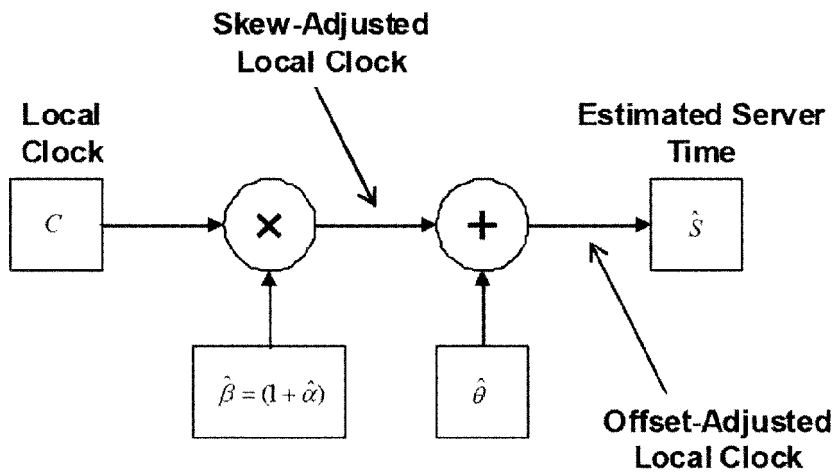 Skew-Adjusted
Local Clock
Local
Clock
Estimated Server
Time
C
×
+
Ŝ
β̂ = (1 + α̂)
θ̂
Offset-Adjusted
Local Clock